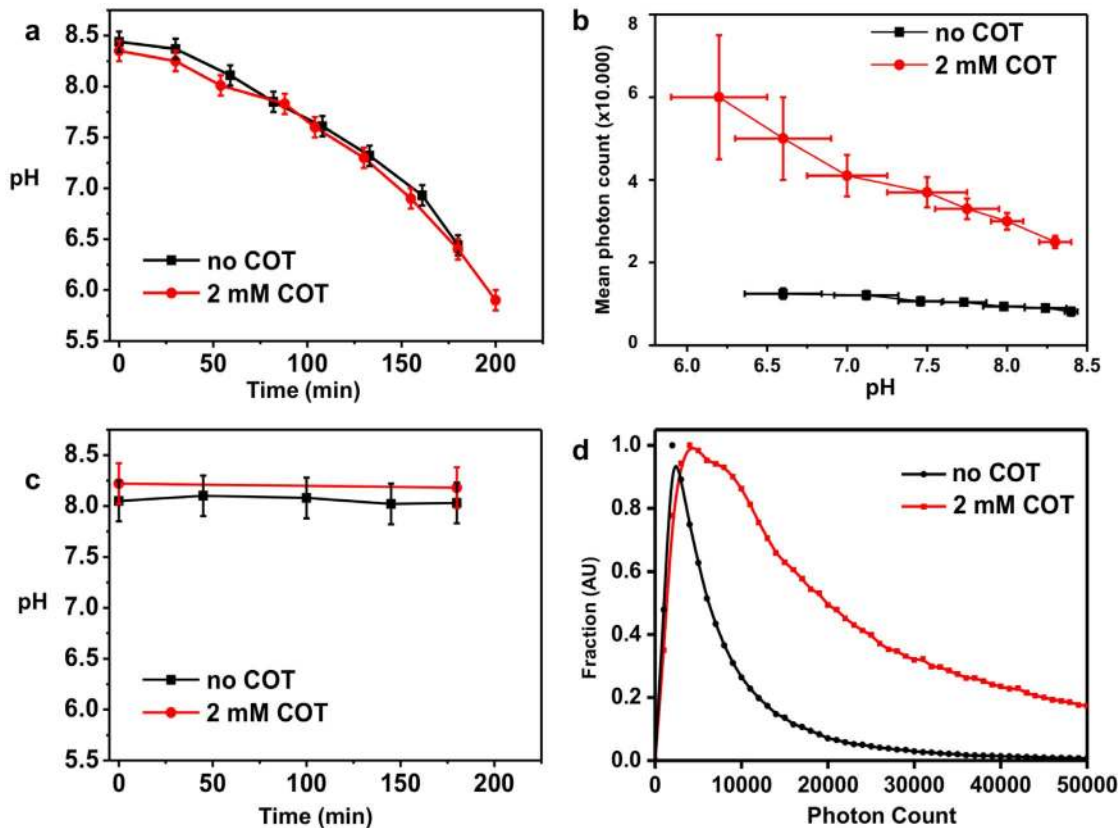 a
8.5
8.0
7.5
pH
7.0
6.5
6.0
5.5
no COT
2 mM COT
0 50 100 150 200
Time (min)
b
no COT
2 mM COT
Mean photon count (x10.000)
8
6
4
2
0
6.0 6.5 7.0 7.5 8.0 8.5
pH
c
8.5
8.0
7.5
pH
7.0
6.5
6.0
5.5
no COT
2 mM COT
0 50 100 150 200
Time (min)
d
no COT
2 mM COT
Fraction (AU)
1.0
0.8
0.6
0.4
0.2
0.0
0 10000 20000 30000 40000 50000
Photon Count